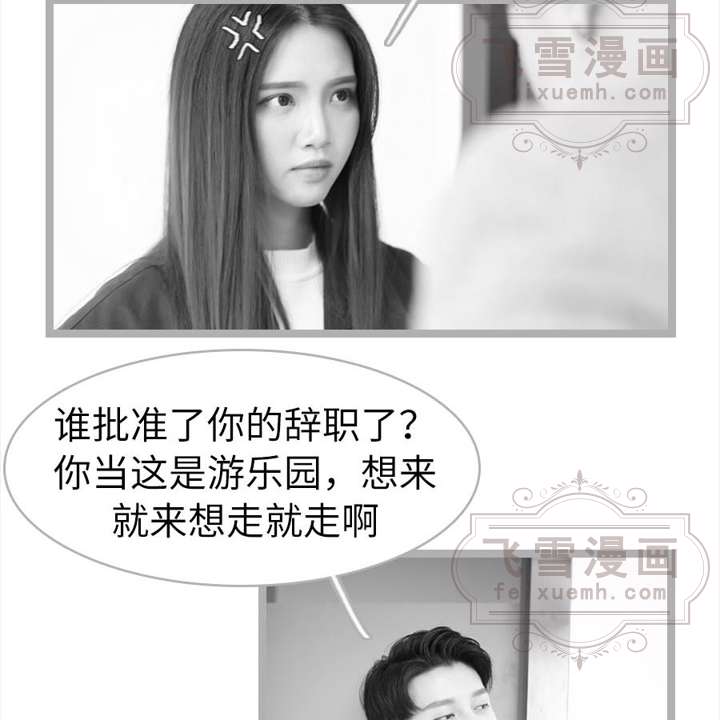 飞雪漫画
feixuemh.com
谁批准了你的辞职了？
你当这是游乐园，想来
就来想走就走啊
飞雪漫画
feixuemh.com